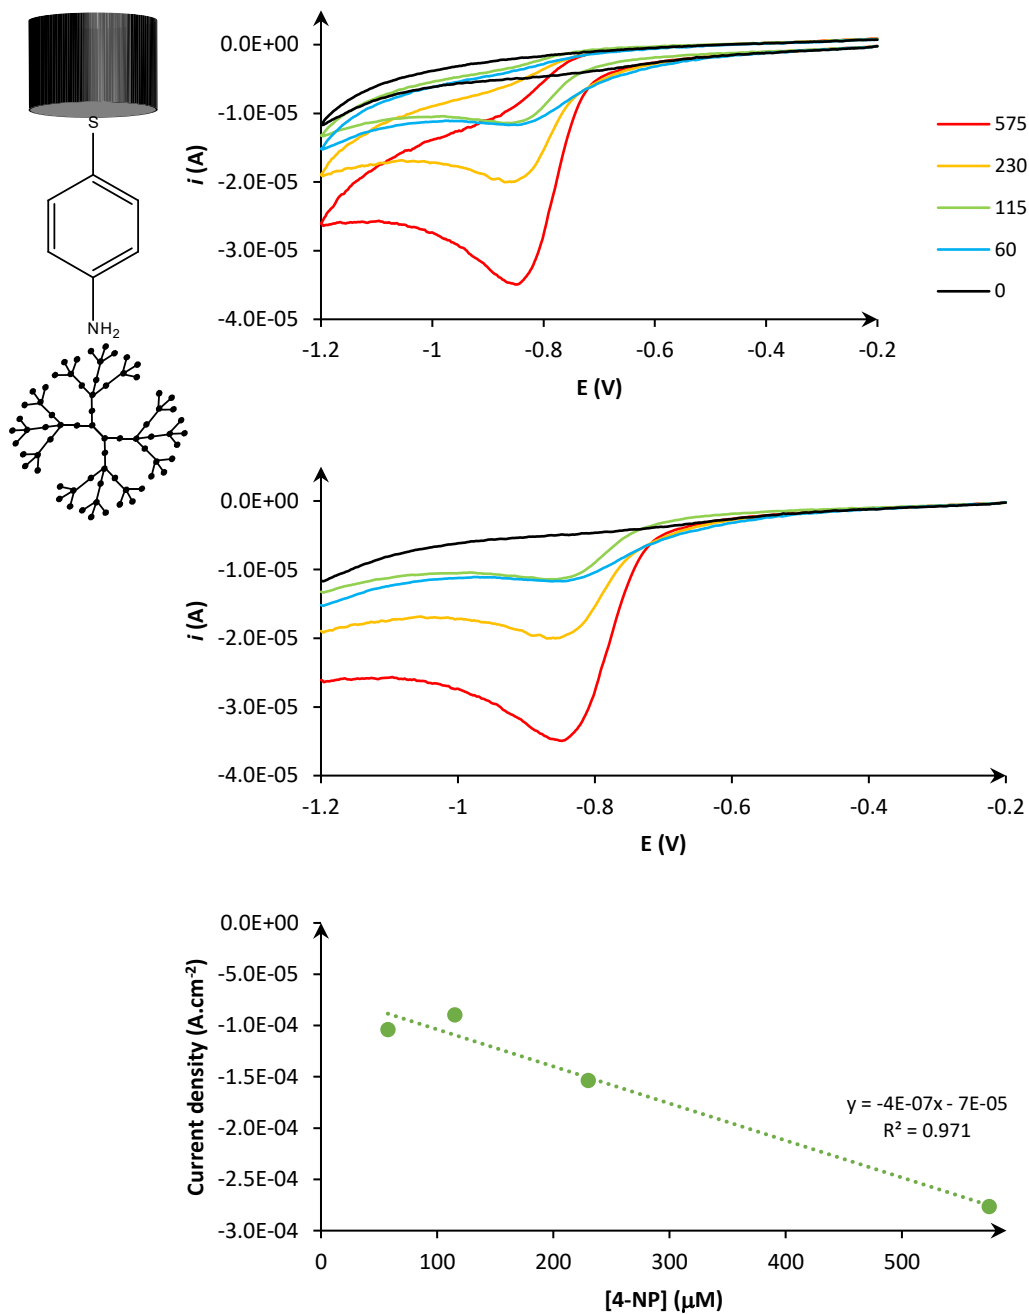 S
NH2
0.0E+00
-1.0E-05
-2.0E-05
-3.0E-05
-4.0E-05
i (A)
-1.2
-1
-0.8
-0.6
-0.4
-0.2
E (V)
575
230
115
60
0
0.0E+00
-1.0E-05
-2.0E-05
-3.0E-05
-4.0E-05
i (A)
-1.2
-1
-0.8
-0.6
-0.4
-0.2
E (V)
0.0E+00
-5.0E-05
-1.0E-04
-1.5E-04
-2.0E-04
-2.5E-04
-3.0E-04
Current density (A.cm-2)
y = -4E-07x - 7E-05
R² = 0.971
0
100
200
300
400
500
[4-NP] (μM)